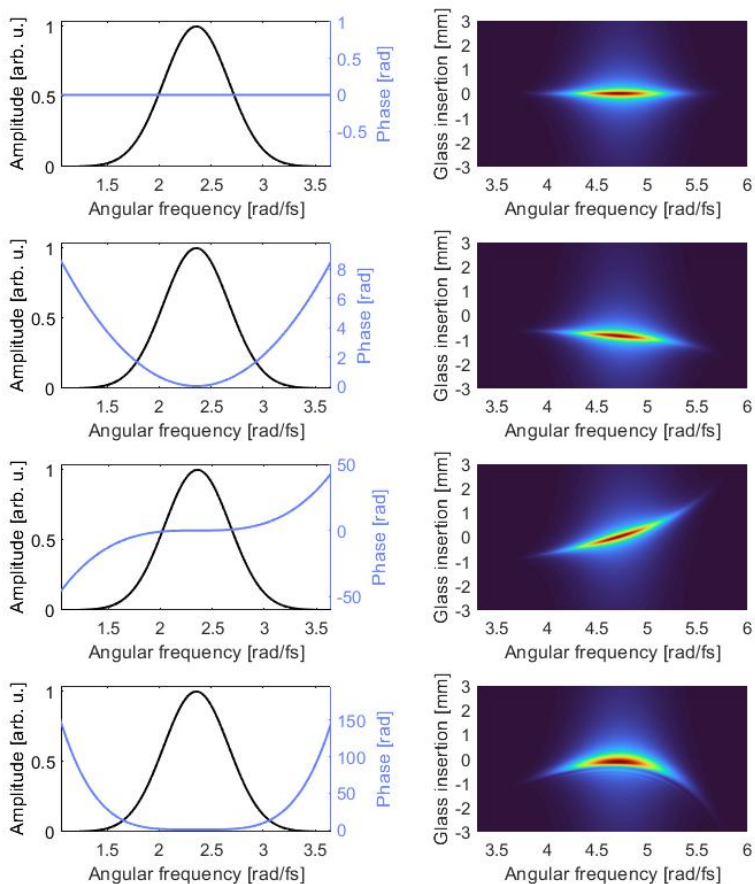 Amplitude [arb. u.]
1
0.5
0
1
0.5
0
-0.5
Phase [rad]
1.5 2 2.5 3 3.5
Angular frequency [rad/fs]
Glass insertion [mm]
3
2
1
0
-1
-2
-3
3.5 4 4.5 5 5.5 6
Angular frequency [rad/fs]
Amplitude [arb. u.]
1
0.5
0
8
6
4
2
0
Phase [rad]
1.5 2 2.5 3 3.5
Angular frequency [rad/fs]
Glass insertion [mm]
3
2
1
0
-1
-2
-3
3.5 4 4.5 5 5.5 6
Angular frequency [rad/fs]
Amplitude [arb. u.]
1
0.5
0
50
0
-50
Phase [rad]
1.5 2 2.5 3 3.5
Angular frequency [rad/fs]
Glass insertion [mm]
3
2
1
0
-1
-2
-3
3.5 4 4.5 5 5.5 6
Angular frequency [rad/fs]
Amplitude [arb. u.]
1
0.5
0
150
100
50
0
Phase [rad]
1.5 2 2.5 3 3.5
Angular frequency [rad/fs]
Glass insertion [mm]
3
2
1
0
-1
-2
-3
3.5 4 4.5 5 5.5 6
Angular frequency [rad/fs]